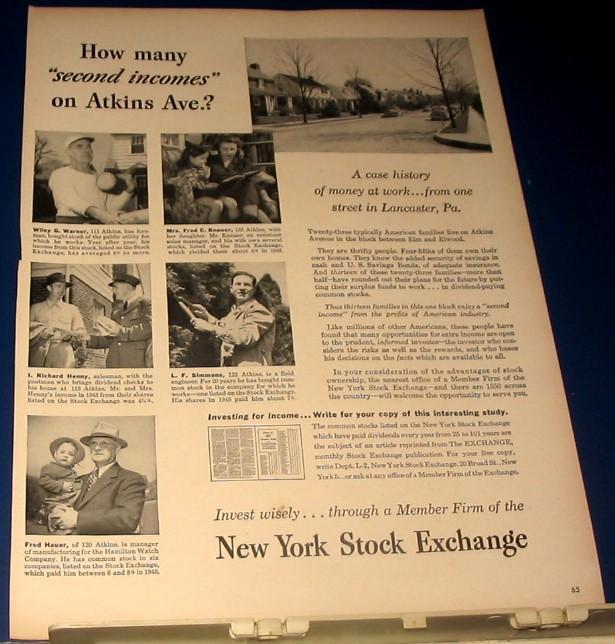 How many
"second incomes"
on Atkins Ave.?
A case history
of money at work...from one
street in Lancaster, Pa.
Wiley G. Warner, 111 Atkins, line fore-
man, bought stock of the public utility for
which he works. Year after year, his
income from this stock, listed on the Stock
Exchange, has averaged 6% or more.
Mrs. Fred C. Knauer, 105 Atkins, with
her daughter. Mr. Knauer, an assistant
sales manager, and his wife own several
stocks, listed on the Stock Exchange,
which yielded them about 5% in 1948.
I. Richard Henny, salesman, with the
postman who brings dividend checks to
his home at 119 Atkins. Mr. and Mrs.
Henny's income in 1948 from their shares
listed on the Stock Exchange was
L. F. Simmons, 122 Atkins, is a field
engineer. For 20 years he has bought com-
mon stock in the company for which he
works—one listed on the Stock Exchange.
His shares in 1948 paid him about 7%.
Fred Hauer, of 120 Atkins, is manager
of manufacturing for the Hamilton Watch
Company. He has common stock in six
companies, listed on the Stock Exchange,
which paid him between 6 and 8% in 1948.
Twenty-three typically American families live on Atkins
Avenue in the block between Elm and Elwood.
They are thrifty people. Four-fifths of them own their
own homes. They know the added security of savings in
cash and U. S. Savings Bonds, of adequate insurance.
And thirteen of these twenty-three families—more than
half—have rounded out their plans for the future by put-
ting their surplus funds to work . . . in dividend-paying
common stocks.
Thus thirteen families in this one block enjoy a "second
income" from the profits of American industry.
Like millions of other Americans, these people have
found that many opportunities for extra income are open
to the prudent, informed investor—the investor who con-
siders the risks as well as the rewards, and who bases
his decisions on the facts which are available to all.
In your consideration of the advantages of stock
ownership, the nearest office of a Member Firm of the
New York Stock Exchange—and there are 1550 across
the country—will welcome the opportunity to serve you.
Investing for Income... Write for your copy of this interesting study.
The common stocks listed on the New York Stock Exchange
which have paid dividends every year from 25 to 101 years are
the subject of an article reprinted from The EXCHANGE,
monthly Stock Exchange publication. For your free copy,
write Dept. L-2, New York Stock Exchange, 20 Broad St., New
York 5...or ask at any office of a Member Firm of the Exchange.
Invest wisely . . . through a Member Firm of the
New York Stock Exchange
65